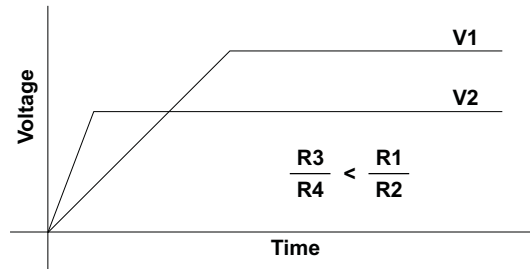 V1
V2
Voltage
R3 < R1
R4 R2
Time